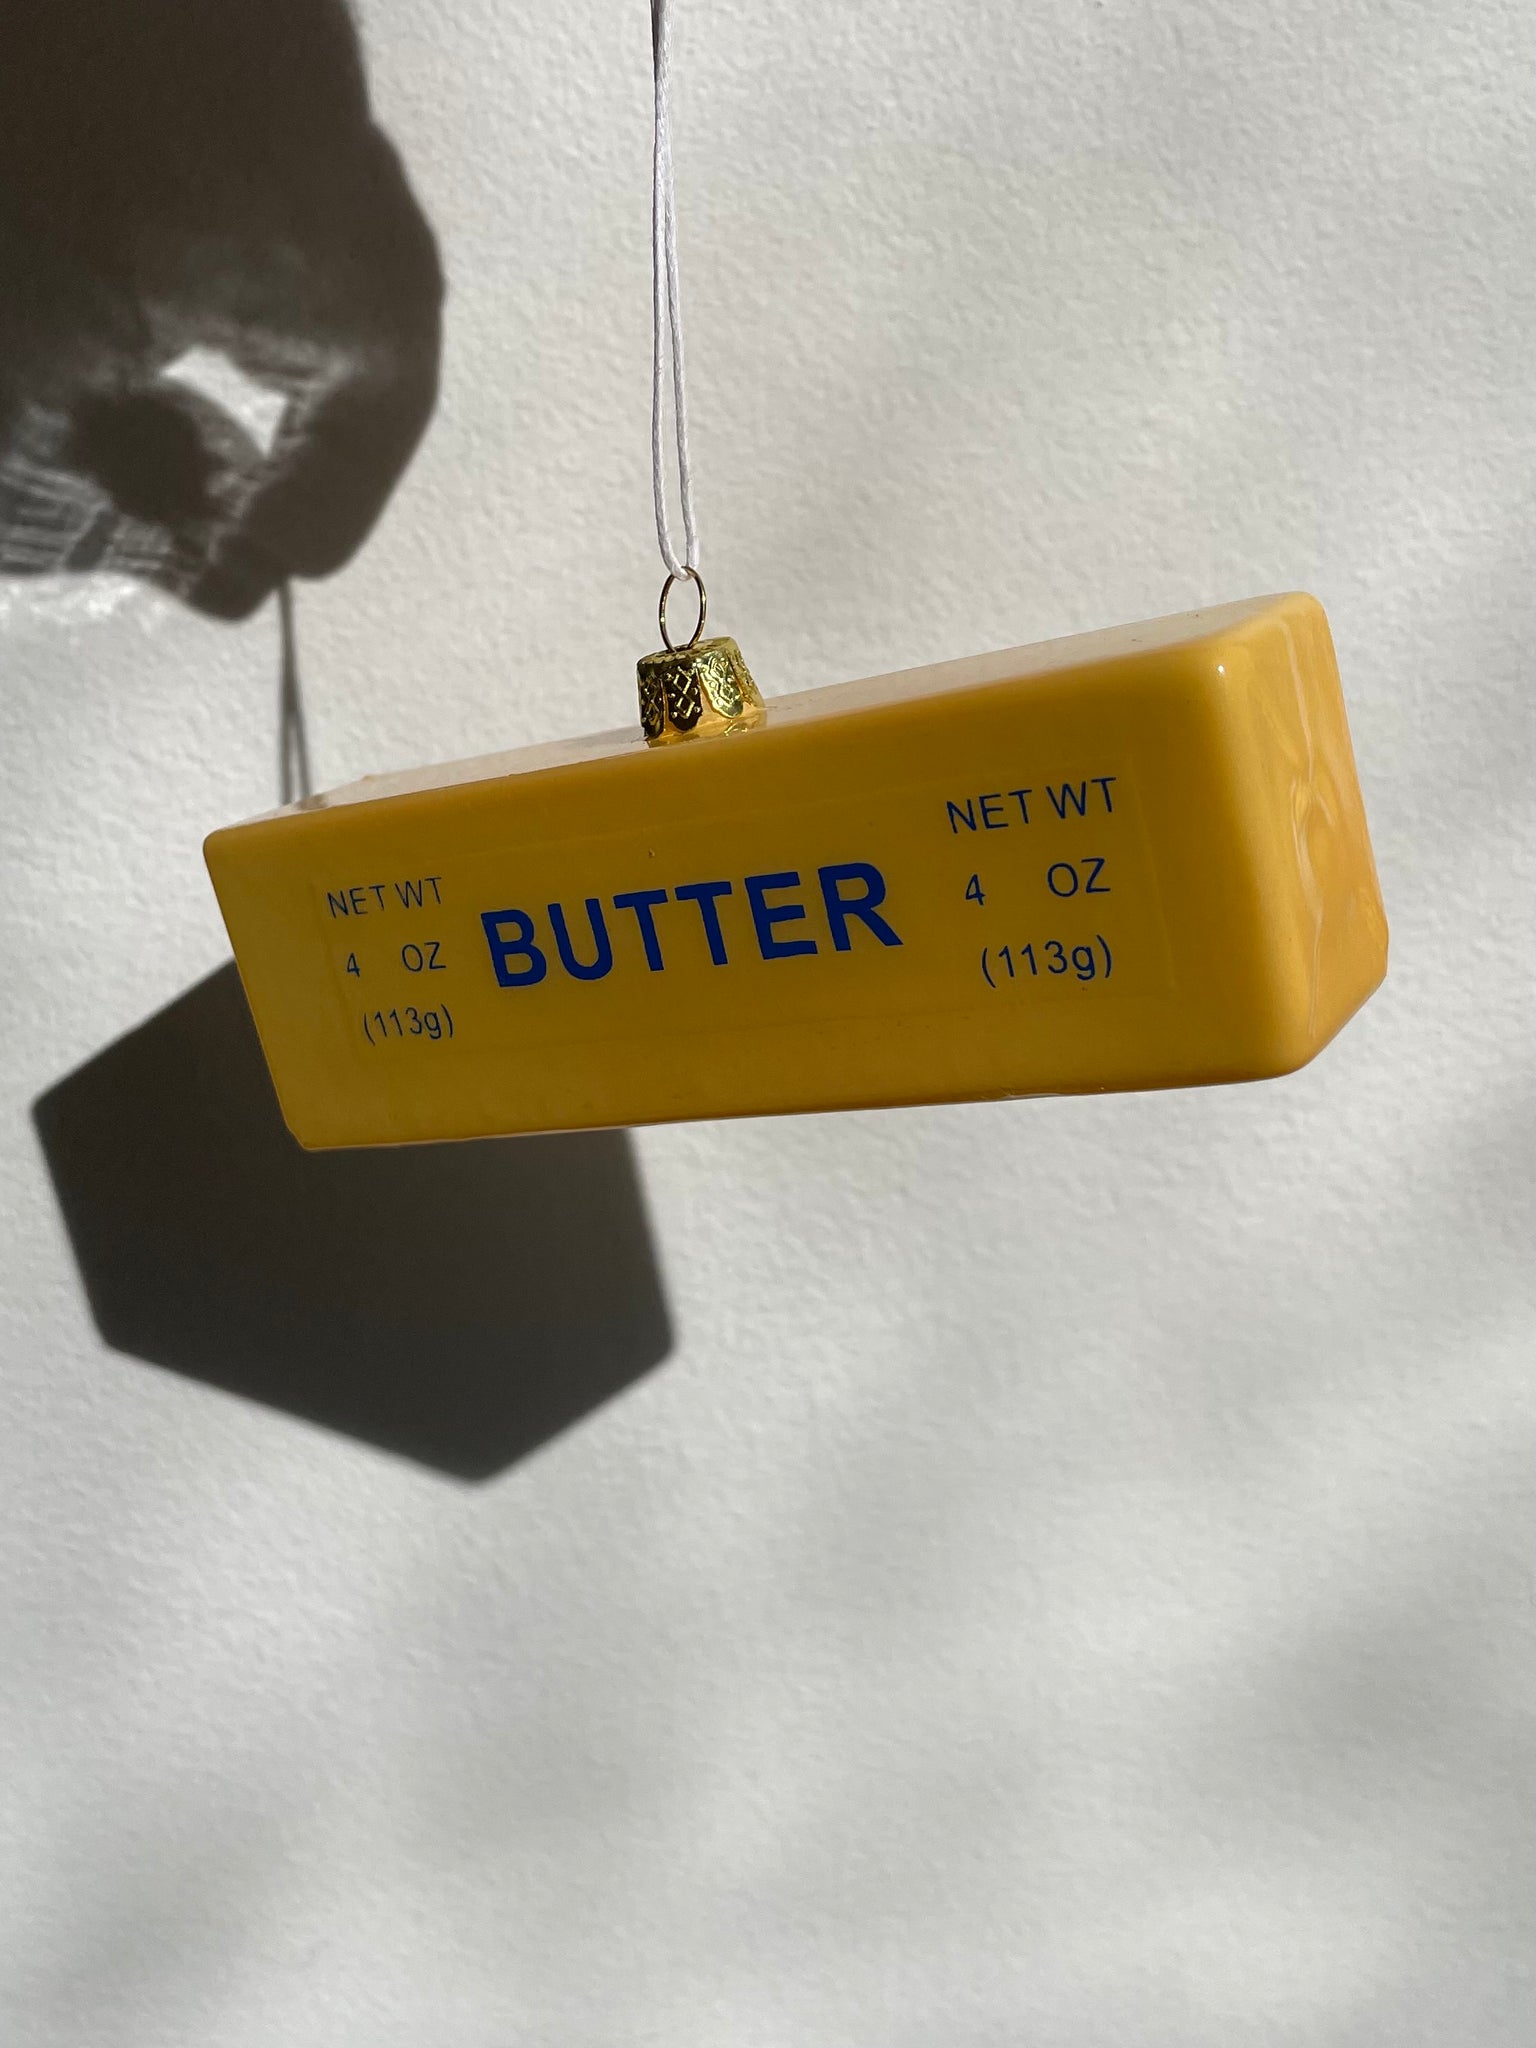 NET WT
4 OZ
(113g)
BUTTER
NET WT
4 OZ
(113g)